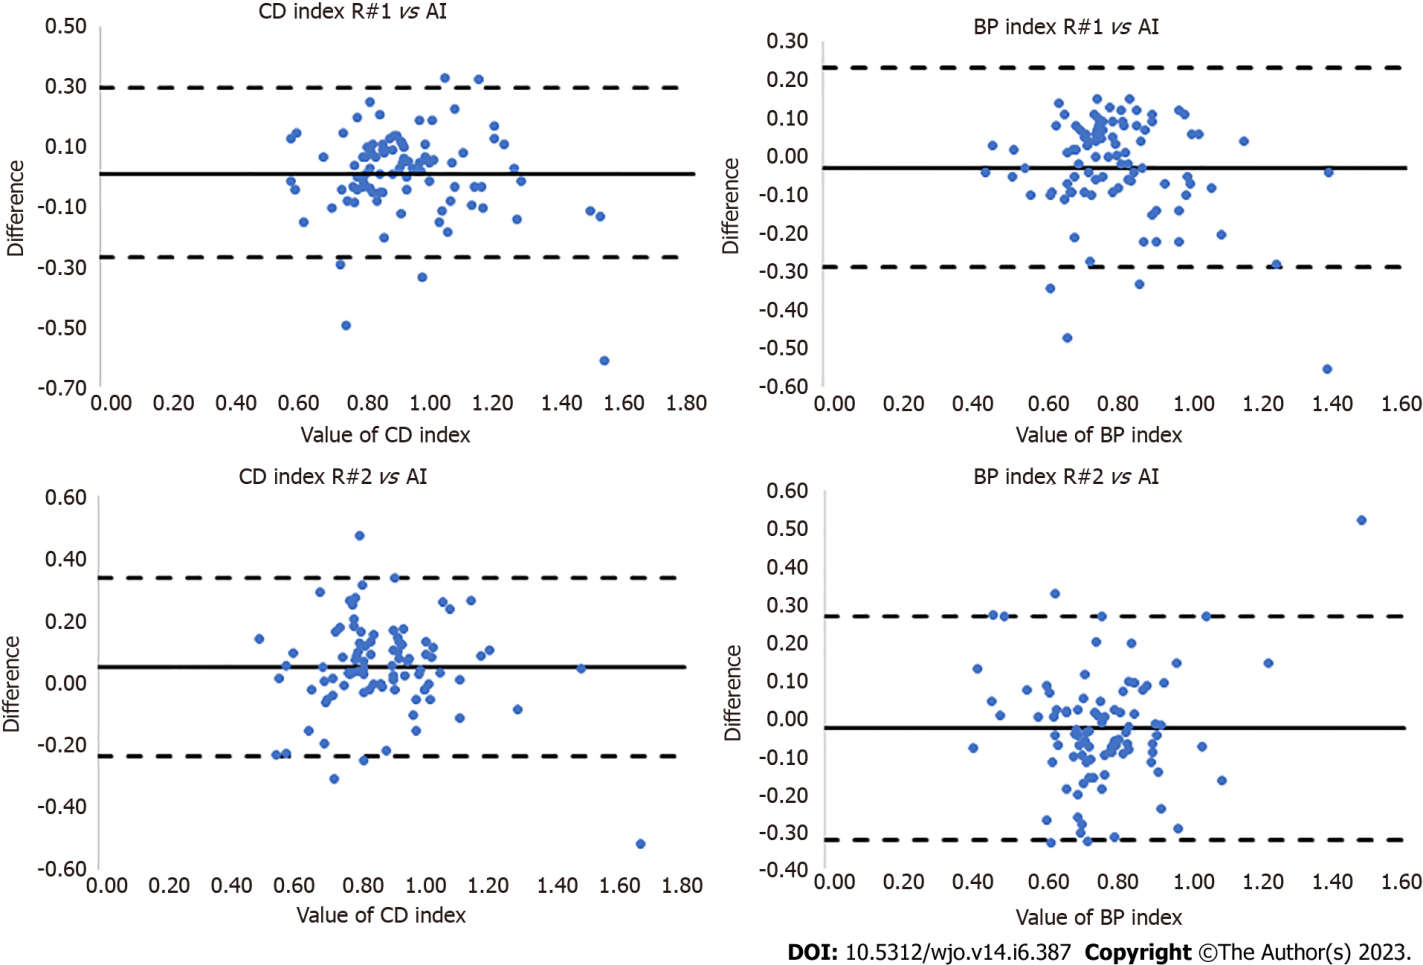 CD index R#1 vs AI
0.50
0.30
0.10
-0.10
-0.30
-0.50
-0.70
Difference
0.00 0.20 0.40 0.60 0.80 1.00 1.20 1.40 1.60 1.80
Value of CD index
BP index R#1 vs AI
0.30
0.20
0.10
0.00
-0.10
-0.20
-0.30
-0.40
-0.50
-0.60
Difference
0.00 0.20 0.40 0.60 0.80 1.00 1.20 1.40 1.60
Value of BP index
CD index R#2 vs AI
0.60
0.40
0.20
0.00
-0.20
-0.40
-0.60
Difference
0.00 0.20 0.40 0.60 0.80 1.00 1.20 1.40 1.60 1.80
Value of CD index
BP index R#2 vs AI
0.60
0.50
0.40
0.30
0.20
0.10
0.00
-0.10
-0.20
-0.30
-0.40
Difference
0.00 0.20 0.40 0.60 0.80 1.00 1.20 1.40 1.60
Value of BP index
DOI: 10.5312/wjo.v14.i6.387 Copyright ©The Author(s) 2023.